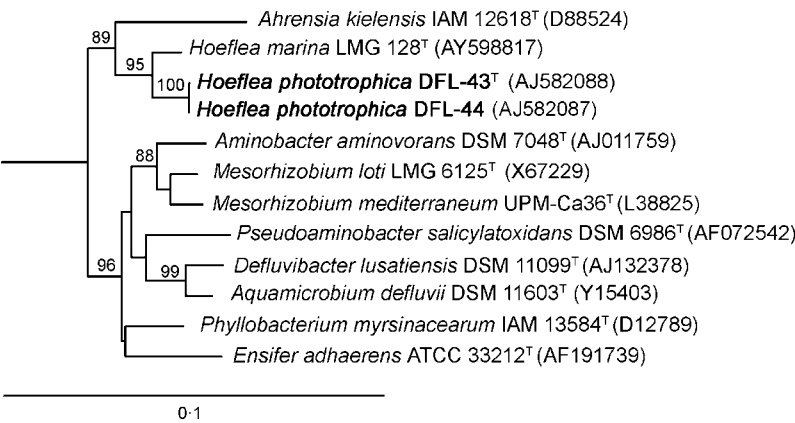 89
Ahrensia kielensis IAM 12618ᵀ (D88524)
95
Hoeflea marina LMG 128ᵀ (AY598817)
100
Hoeflea phototrophica DFL-43ᵀ (AJ582088)
Hoeflea phototrophica DFL-44 (AJ582087)
88
Aminobacter aminovorans DSM 7048ᵀ (AJ011759)
Mesorhizobium loti LMG 6125ᵀ (X67229)
Mesorhizobium mediterraneum UPM-Ca36ᵀ (L38825)
Pseudoaminobacter salicylatoxidans DSM 6986ᵀ (AF072542)
96
99
Defluvibacter lusatiensis DSM 11099ᵀ (AJ132378)
Aquamicrobium defluvii DSM 11603ᵀ (Y15403)
Phyllobacterium myrsinacearum IAM 13584ᵀ (D12789)
Ensifer adhaerens ATCC 33212ᵀ (AF191739)
0·1